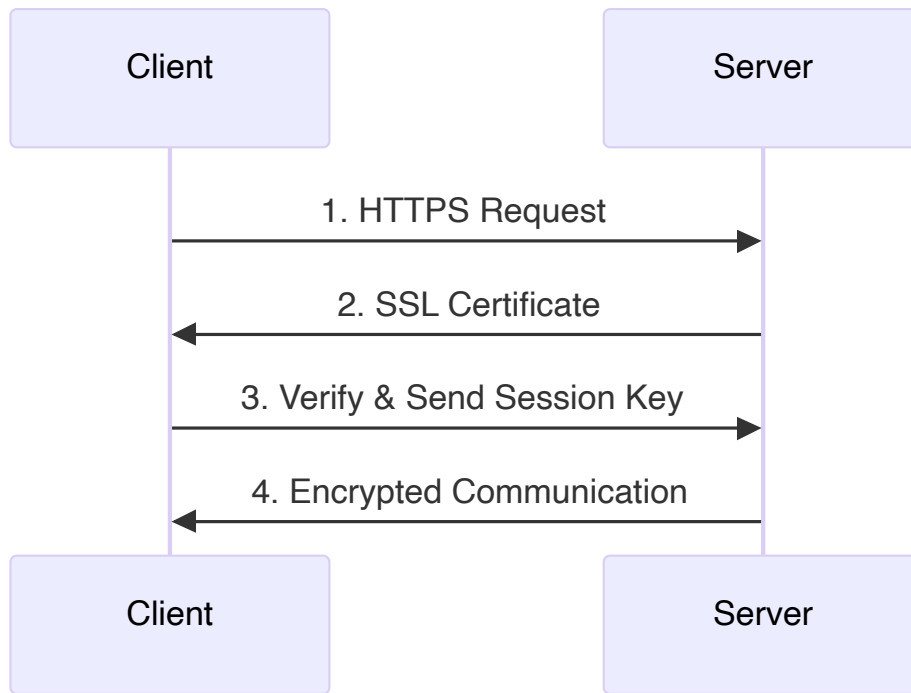 Client
Server
1. HTTPS Request
2. SSL Certificate
3. Verify & Send Session Key
4. Encrypted Communication
Client
Server